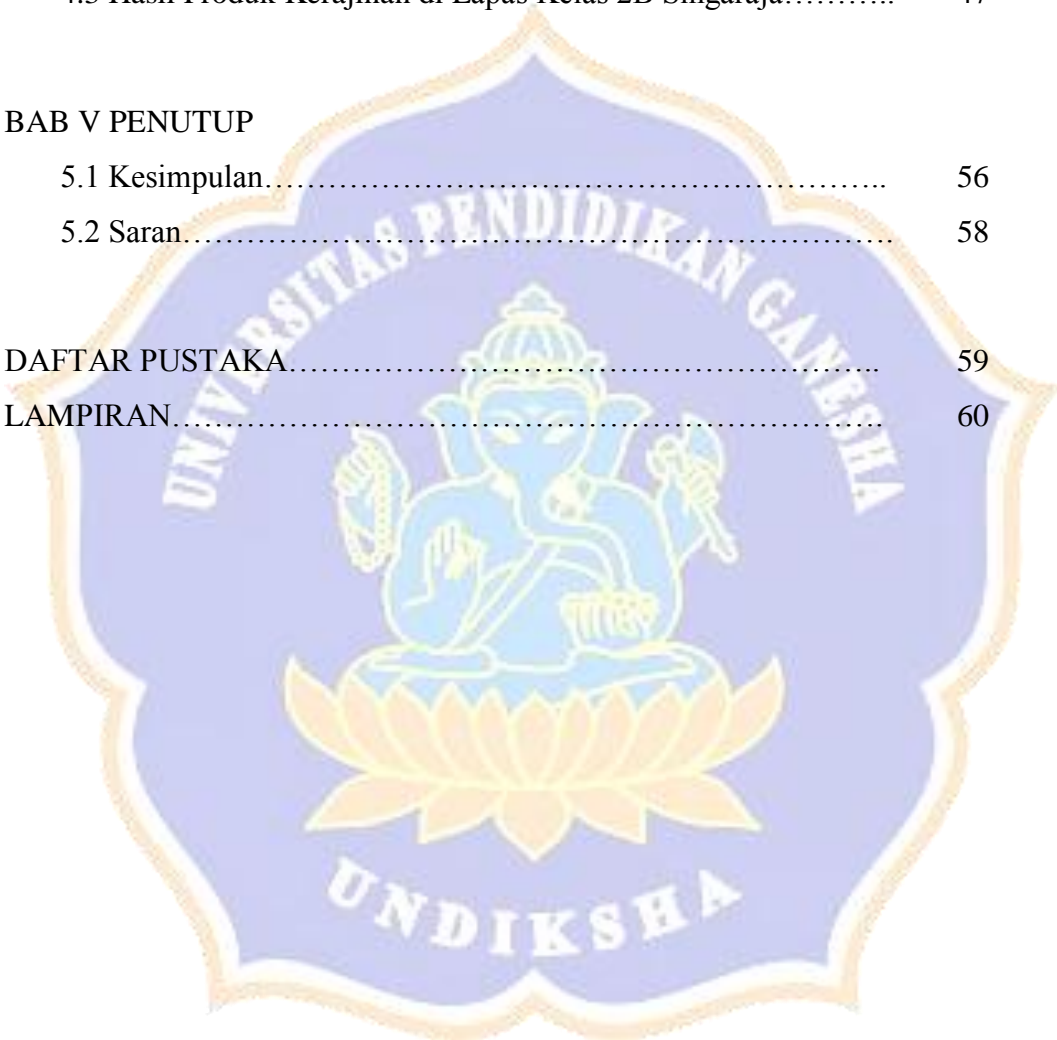 BAB V PENUTUP
5.1 Kesimpulan…………………………………………………….. 56
5.2 Saran…………………………………………………………. 58
DAFTAR PUSTAKA……………………………………………….. 59
LAMPIRAN…………………………………………………………. 60
UNIVERSITAS PENDIDIKAN GANESHA
UNDIKSHA